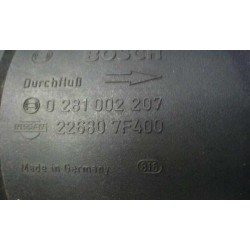 BOSCH
Durchfluß
0 281 002 207
22680 7F400
Made in Germany